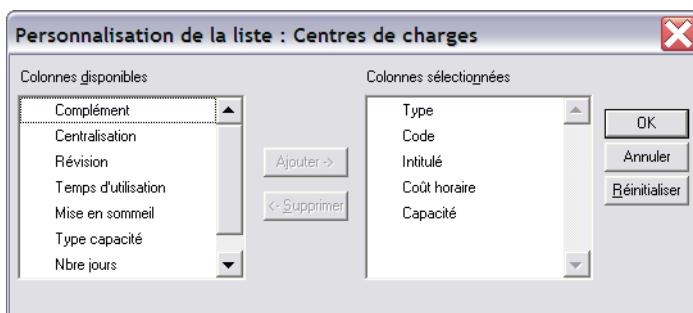 Personnalisation de la liste : Centres de charges
Colonnes disponibles
Complément
Centralisation
Révision
Temps d'utilisation
Mise en sommeil
Type capacité
Nbre jours
Ajouter ->
<- Supprimer
Colonnes sélectionnées
Type
Code
Intitulé
Coût horaire
Capacité
OK
Annuler
Réinitialiser